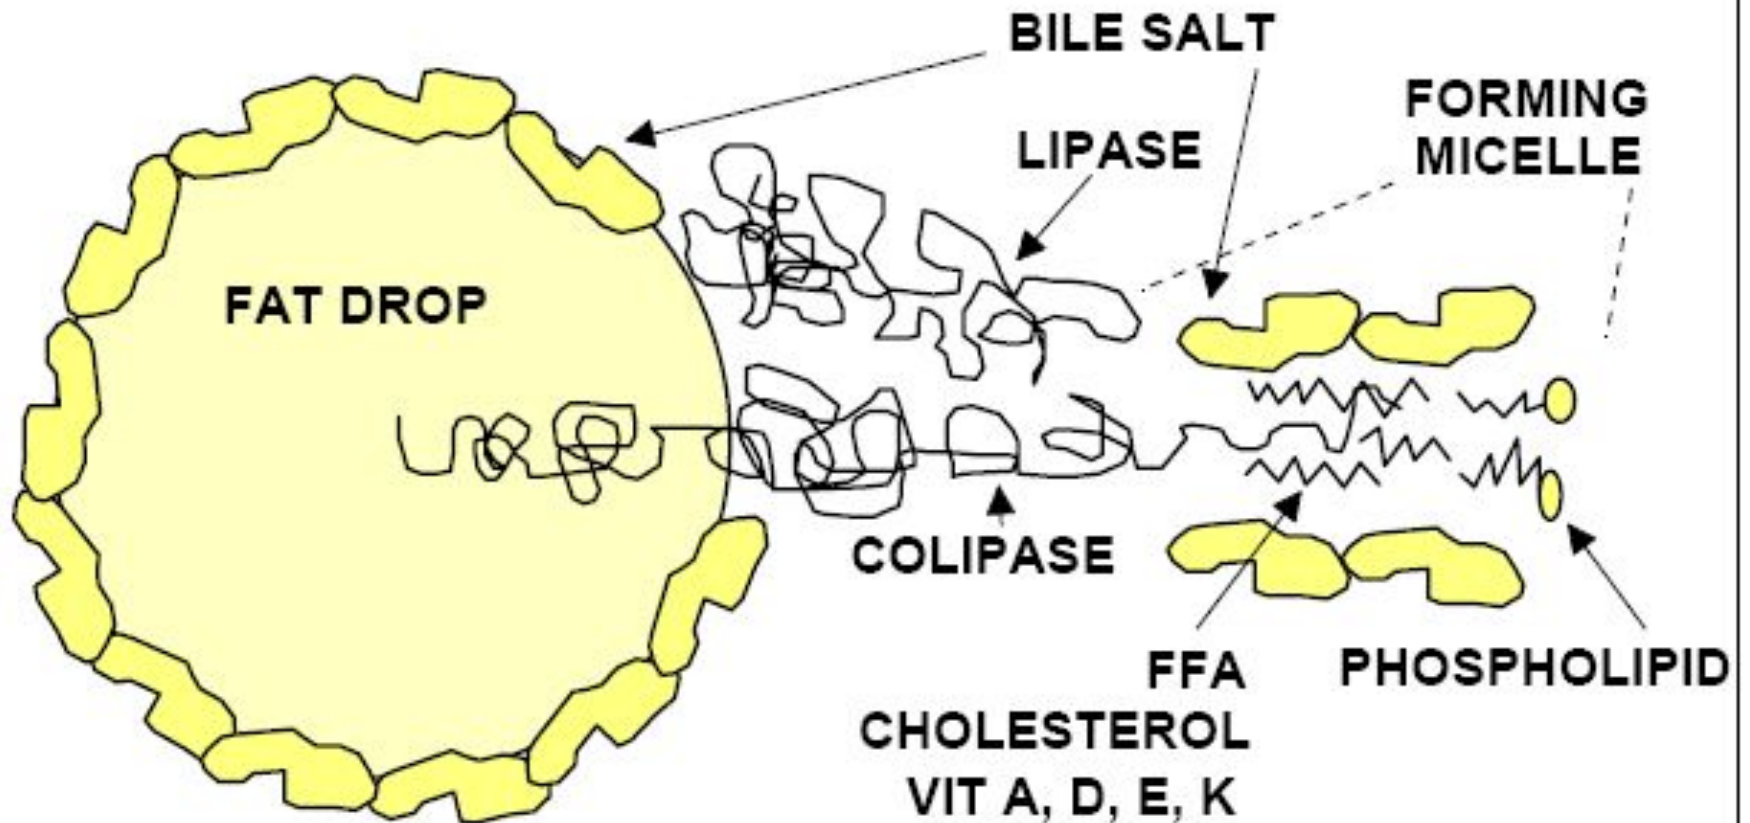 BILE SALT
FORMING
MICELLE
LIPASE
FAT DROP
COLIPASE
FFA
CHOLESTEROL
VIT A, D, E, K
PHOSPHOLIPID